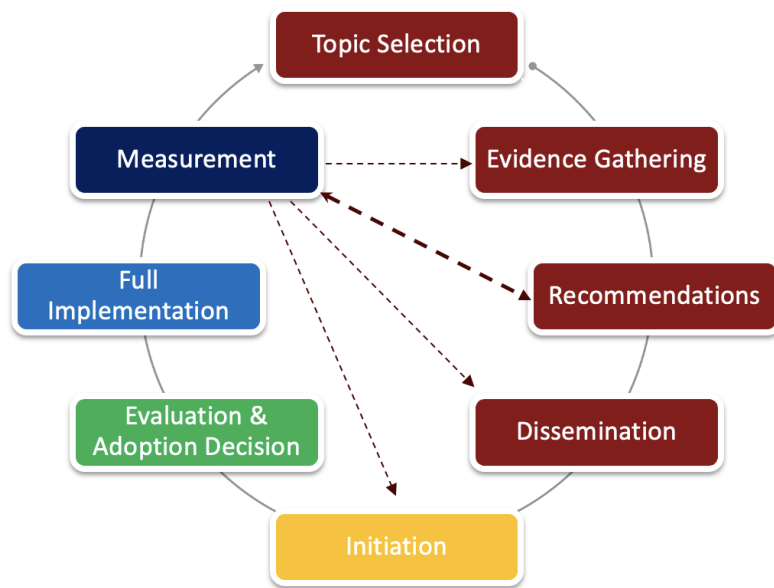 Topic Selection
Measurement
Evidence Gathering
Full
Implementation
Recommendations
Evaluation &
Adoption Decision
Dissemination
Initiation